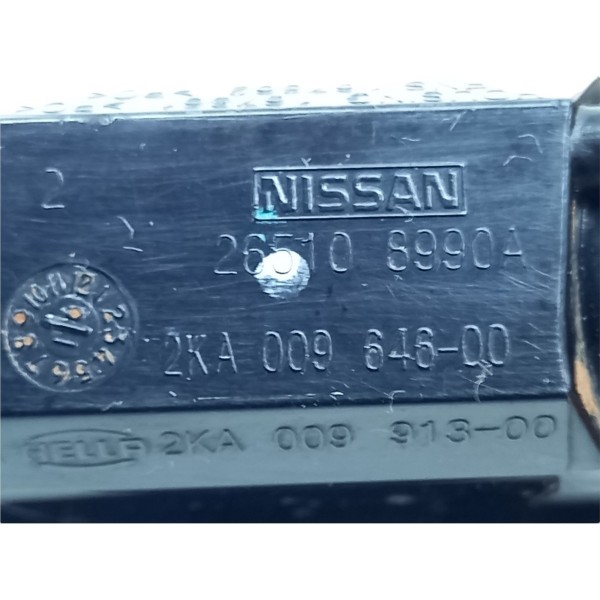 2
NISSAN
26510 8990A
2KA 009 646-00
HELLA 2KA 009 913-00